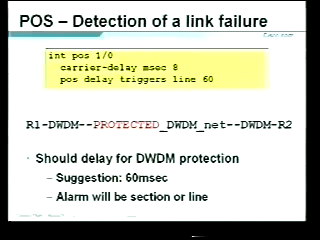 POS – Detection of a link failure
int pos 1/0
carrier-delay msec 8
pos delay triggers line 60
R1-DWDM--PROTECTED_DWDM_net--DWDM-R2
· Should delay for DWDM protection
– Suggestion: 60msec
– Alarm will be section or line